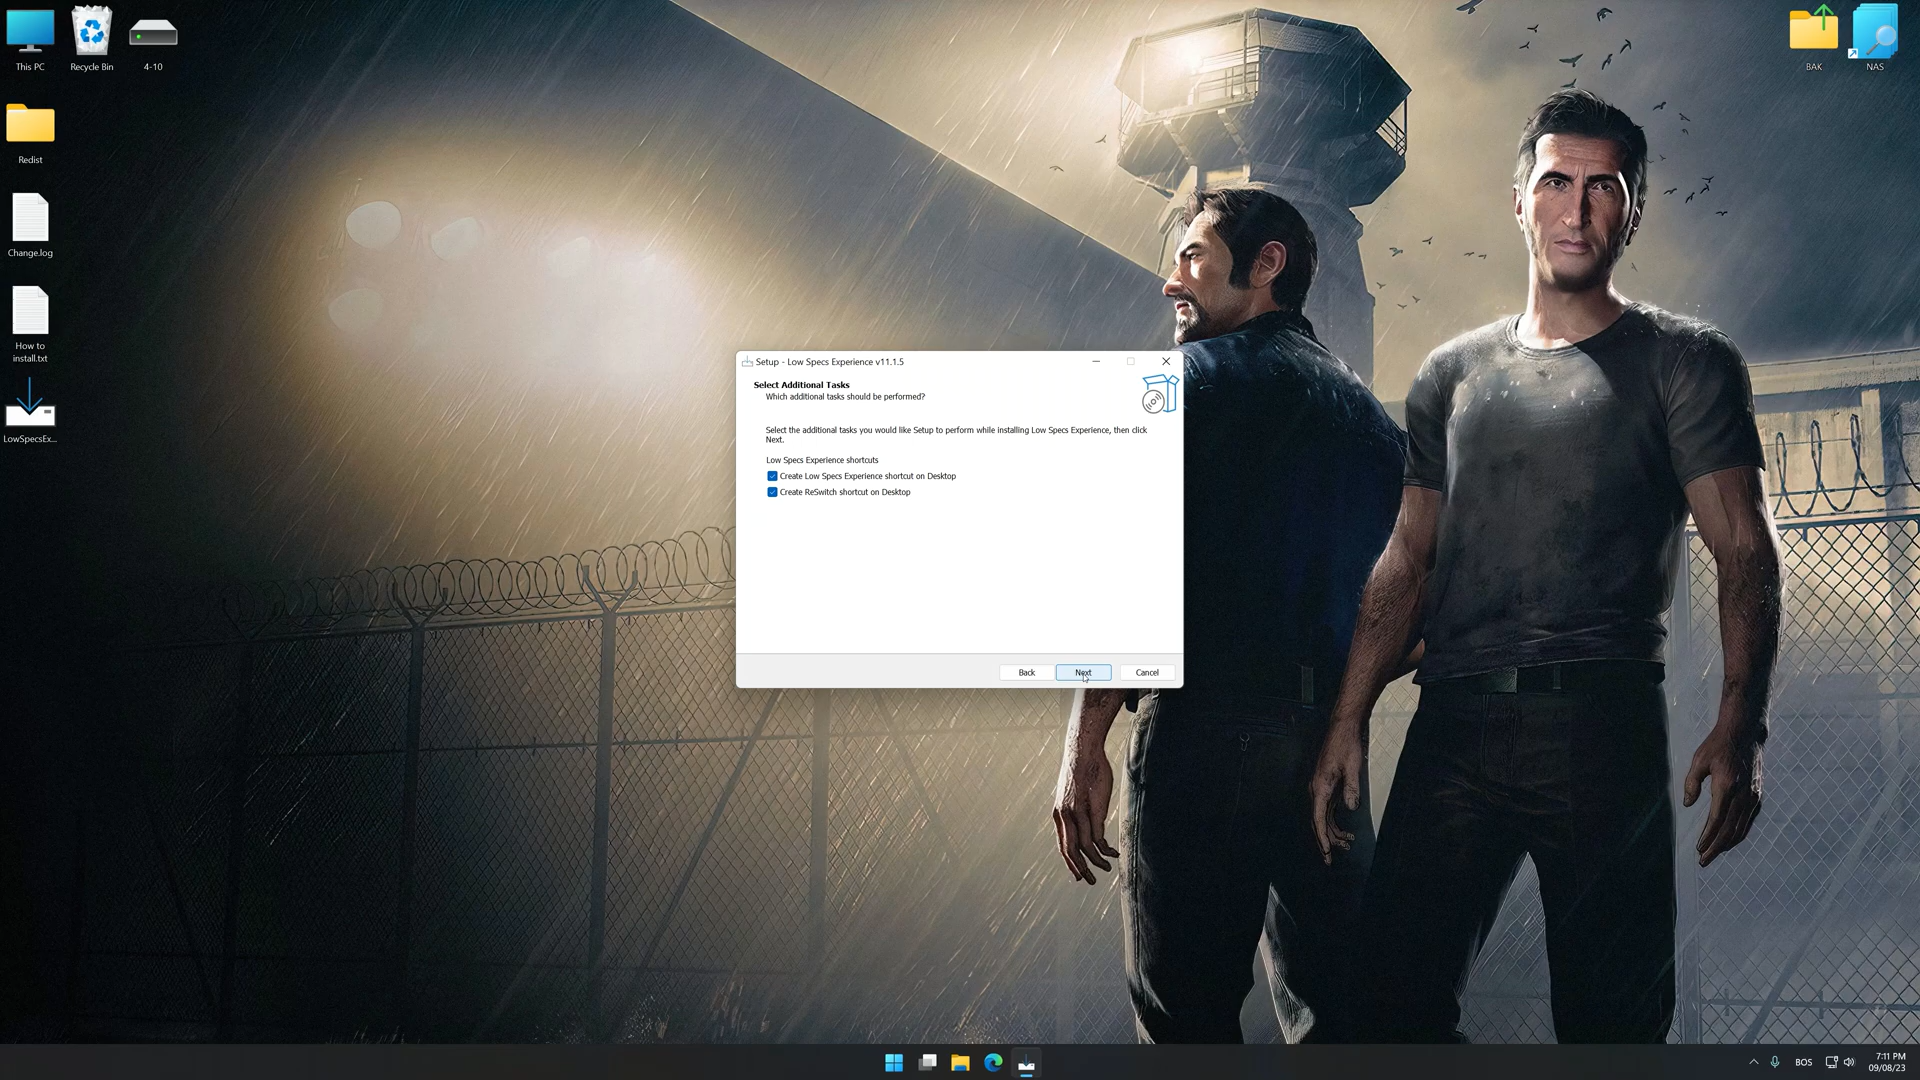 This PC
Recycle Bin
4-10
BAK
NAS
Redist
Change.log
How to
install.txt
LowSpecsEx...
Setup - Low Specs Experience v11.1.5
Select Additional Tasks
Which additional tasks should be performed?
Select the additional tasks you would like Setup to perform while installing Low Specs Experience, then click
Next.
Low Specs Experience shortcuts
Create Low Specs Experience shortcut on Desktop
Create ReSwitch shortcut on Desktop
Back
Next
Cancel
BOS
7:11 PM
09/08/23